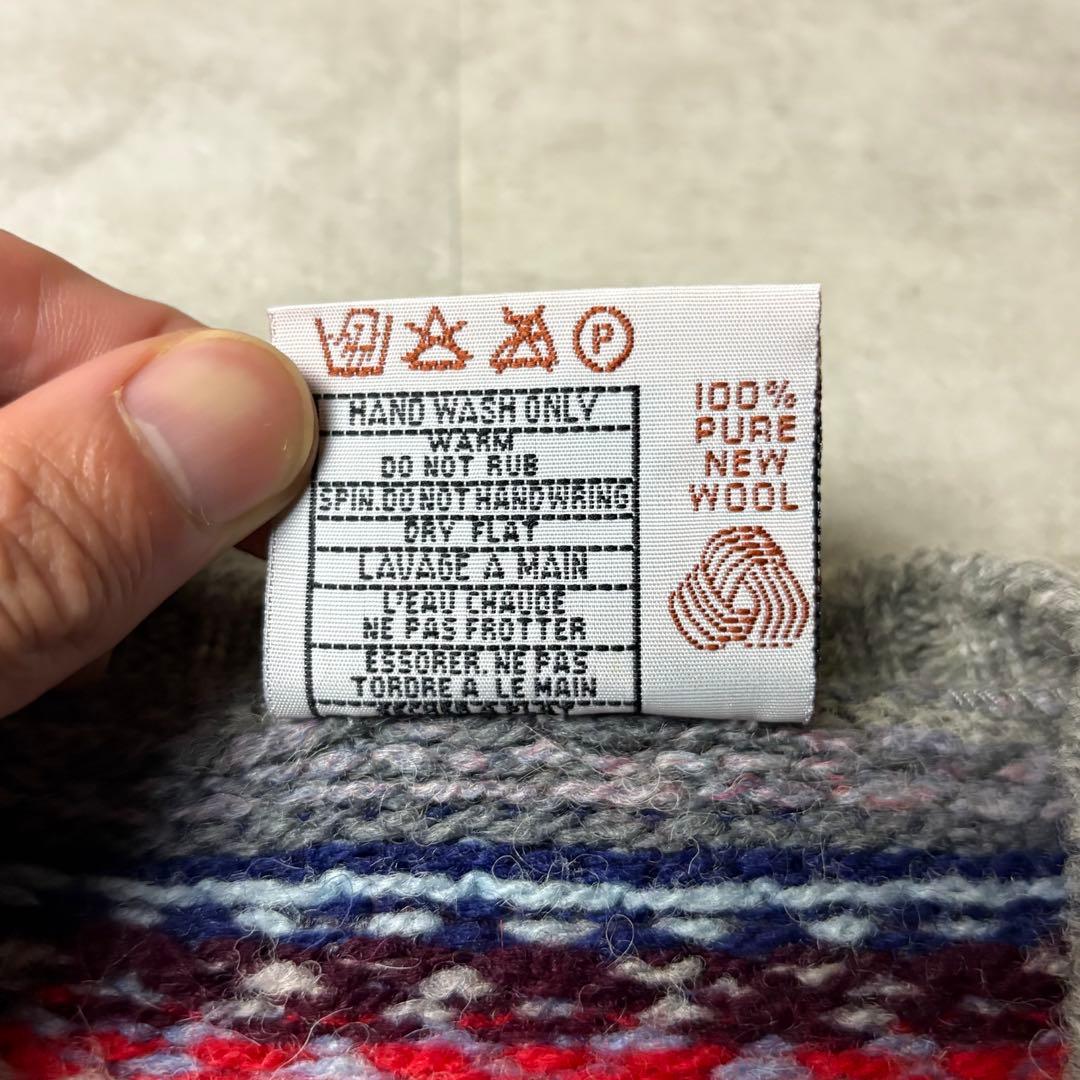 P
HAND WASH ONLY
WARM
DO NOT RUB
SPIN.DO NOT HANDWRING
DRY FLAT
LAVAGE A MAIN
L'EAU CHAUDE
NE PAS FROTTER
ESSORER. NE PAS
TORDRE A LE MAIN
100%
PURE
NEW
WOOL